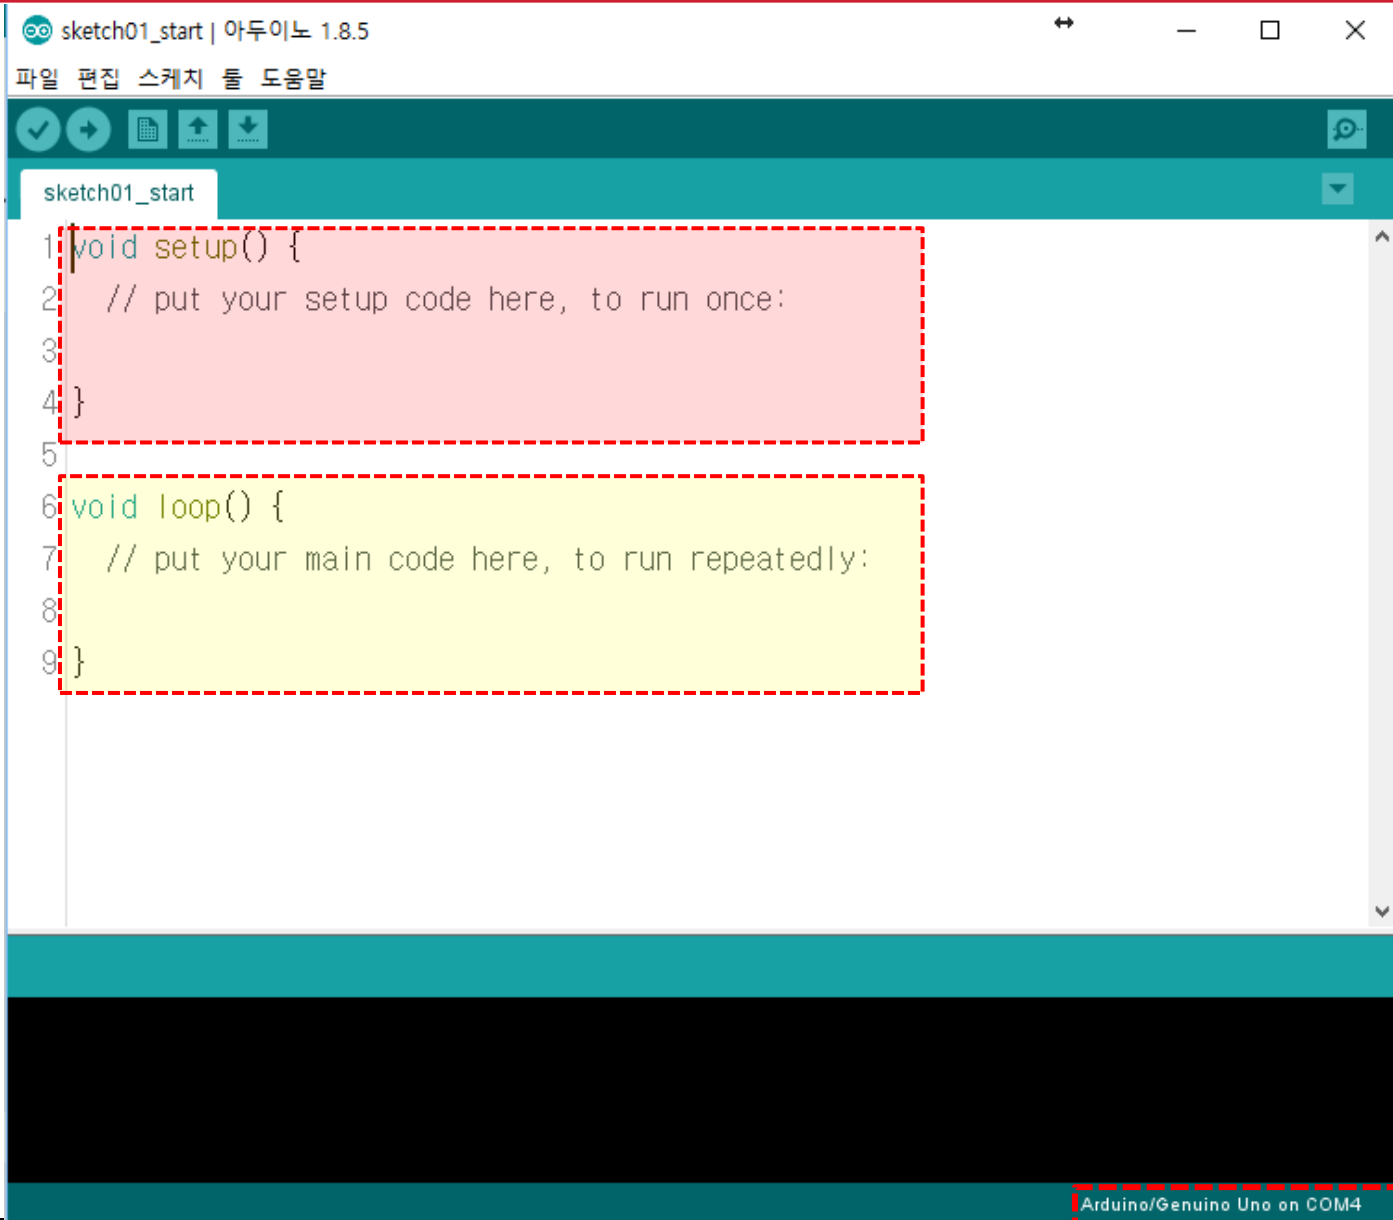 sketch01_start | 아두이노 1.8.5
파일 편집 스케치 툴 도움말
sketch01_start
1 void setup() {
2 // put your setup code here, to run once:
3
4 }
5
6 void loop() {
7 // put your main code here, to run repeatedly:
8
9 }
Arduino/Genuino Uno on COM4